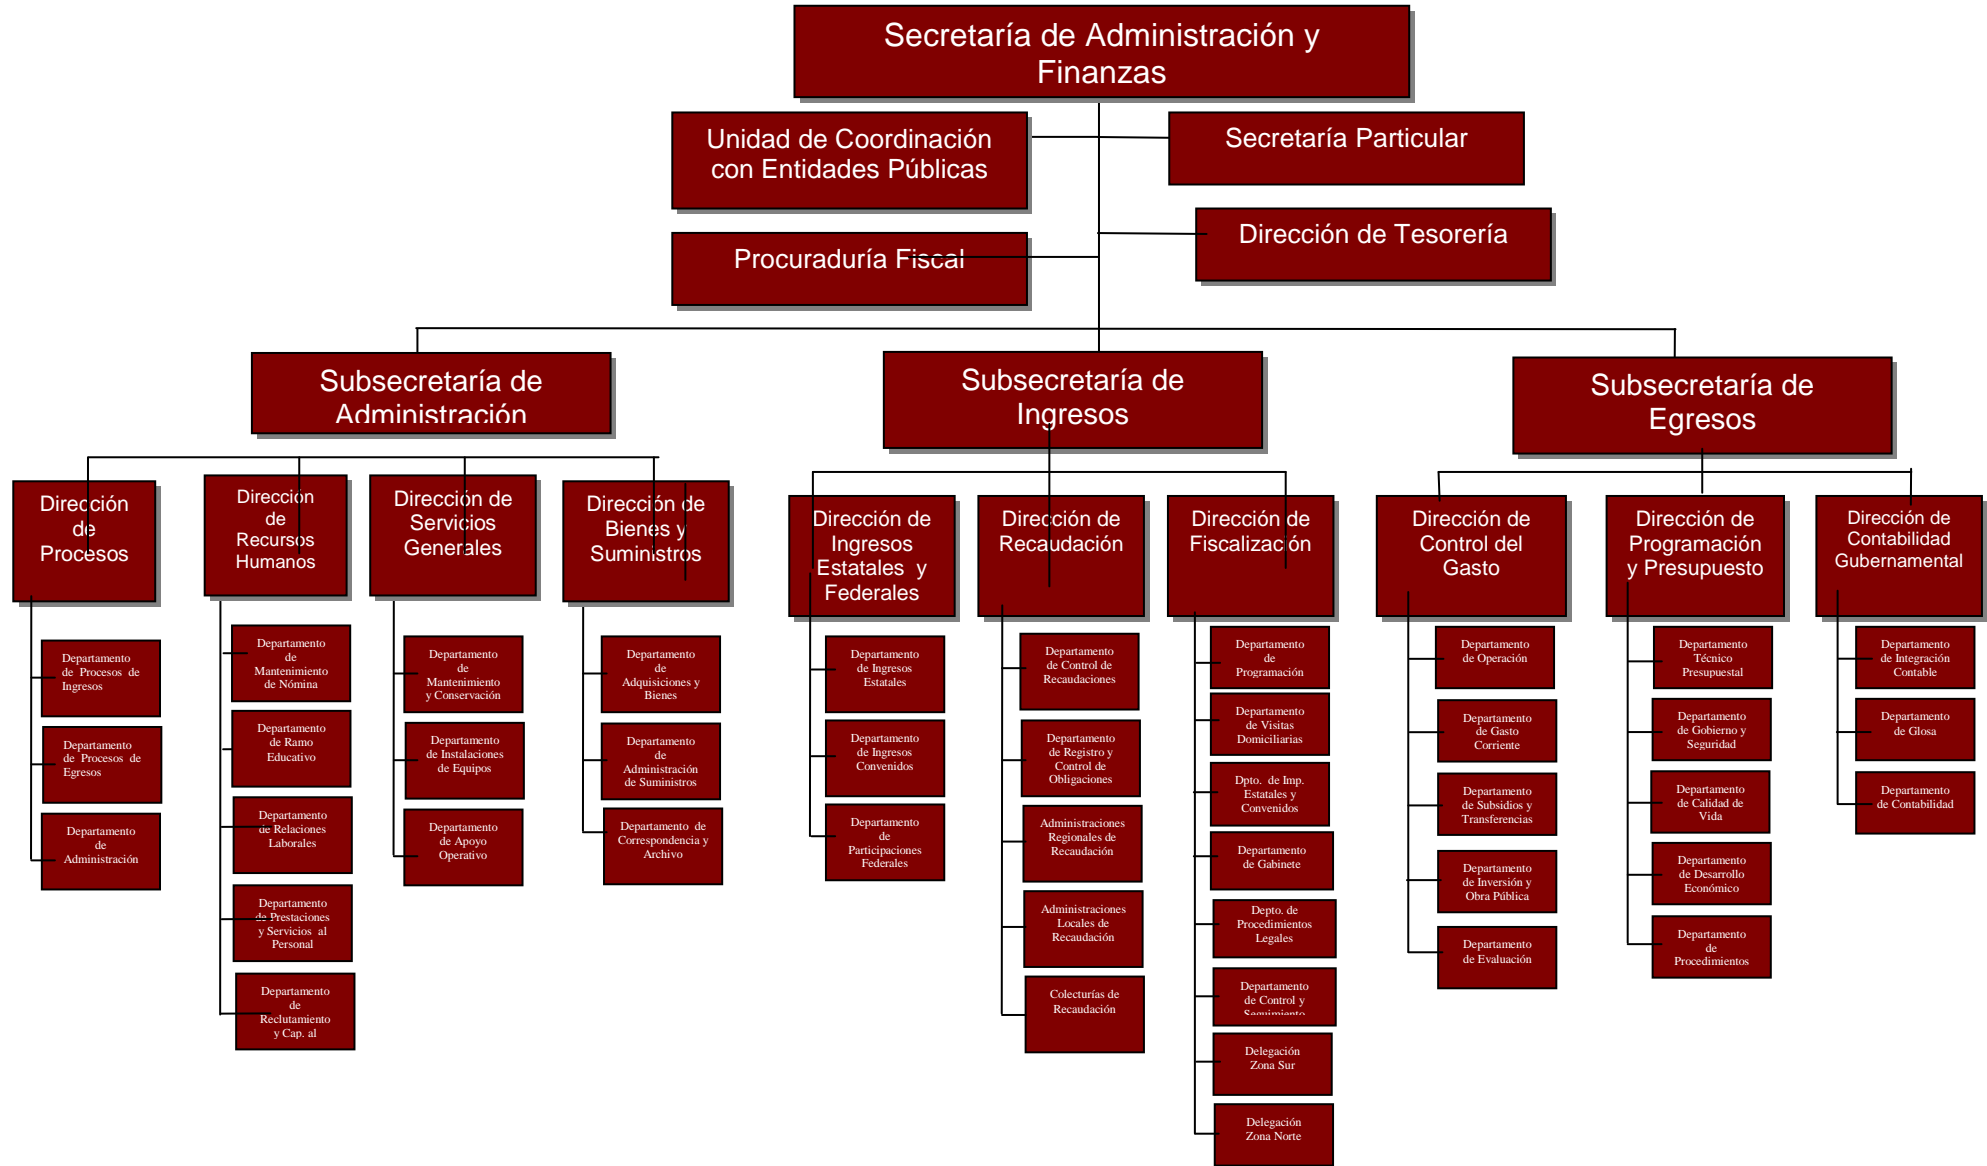 Secretaría de Administración y
Finanzas
Unidad de Coordinación
con Entidades Públicas
Secretaría Particular
Procuraduría Fiscal
Dirección de Tesorería
Subsecretaría de
Administración
Subsecretaría de
Ingresos
Subsecretaría de
Egresos
Dirección
de
Procesos
Dirección
de
Recursos
Humanos
Dirección de
Servicios
Generales
Dirección de
Bienes y
Suministros
Dirección de
Ingresos
Estatales y
Federales
Dirección de
Recaudación
Dirección de
Fiscalización
Dirección de
Control del
Gasto
Dirección de
Programación
y Presupuesto
Dirección de
Contabilidad
Gubernamental
Departamento
de Procesos de
Ingresos
Departamento
de Procesos de
Egresos
Departamento
de
Administración
Departamento
de
Mantenimiento
de Nómina
Departamento
de Ramo
Educativo
Departamento
de Relaciones
Laborales
Departamento
de Prestaciones
y Servicios al
Personal
Departamento
de
Reclutamiento
y Cap. al
Departamento
de
Mantenimiento
y Conservación
Departamento
de Instalaciones
de Equipos
Departamento
de Apoyo
Operativo
Departamento
de
Adquisiciones y
Bienes
Departamento
de
Administración
de Suministros
Departamento de
Correspondencia y
Archivo
Departamento
de Ingresos
Estatales
Departamento
de Ingresos
Convenidos
Departamento
de
Participaciones
Federales
Departamento
de Control de
Recaudaciones
Departamento
de Registro y
Control de
Obligaciones
Administraciones
Regionales de
Recaudación
Administraciones
Locales de
Recaudación
Colecturías de
Recaudación
Departamento
de
Programación
Departamento
de Visitas
Domiciliarias
Dpto. de Imp.
Estatales y
Convenidos
Departamento
de Gabinete
Depto. de
Procedimientos
Legales
Departamento
de Control y
Seguimiento
Delegación
Zona Sur
Delegación
Zona Norte
Departamento
de Operación
Departamento
de Gasto
Corriente
Departamento
de Subsidios y
Transferencias
Departamento
de Inversión y
Obra Pública
Departamento
de Evaluación
Departamento
Técnico
Presupuestal
Departamento
de Gobierno y
Seguridad
Departamento
de Calidad de
Vida
Departamento
de Desarrollo
Económico
Departamento
de
Procedimientos
Departamento
de Integración
Contable
Departamento
de Glosa
Departamento
de Contabilidad